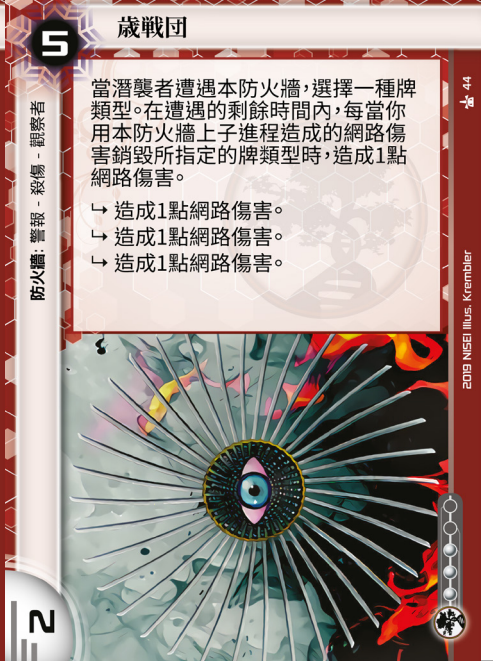 5
歳戦団
防火牆: 警報 - 殺傷 - 觀察者
當潛襲者遭遇本防火牆,選擇一種牌
類型。在遭遇的剩餘時間內,每當你
用本防火牆上子進程造成的網路傷
害銷毀所指定的牌類型時,造成1點
網路傷害。
↳ 造成1點網路傷害。
↳ 造成1點網路傷害。
↳ 造成1點網路傷害。
44
2019 NISEI Illus. Krembler
2